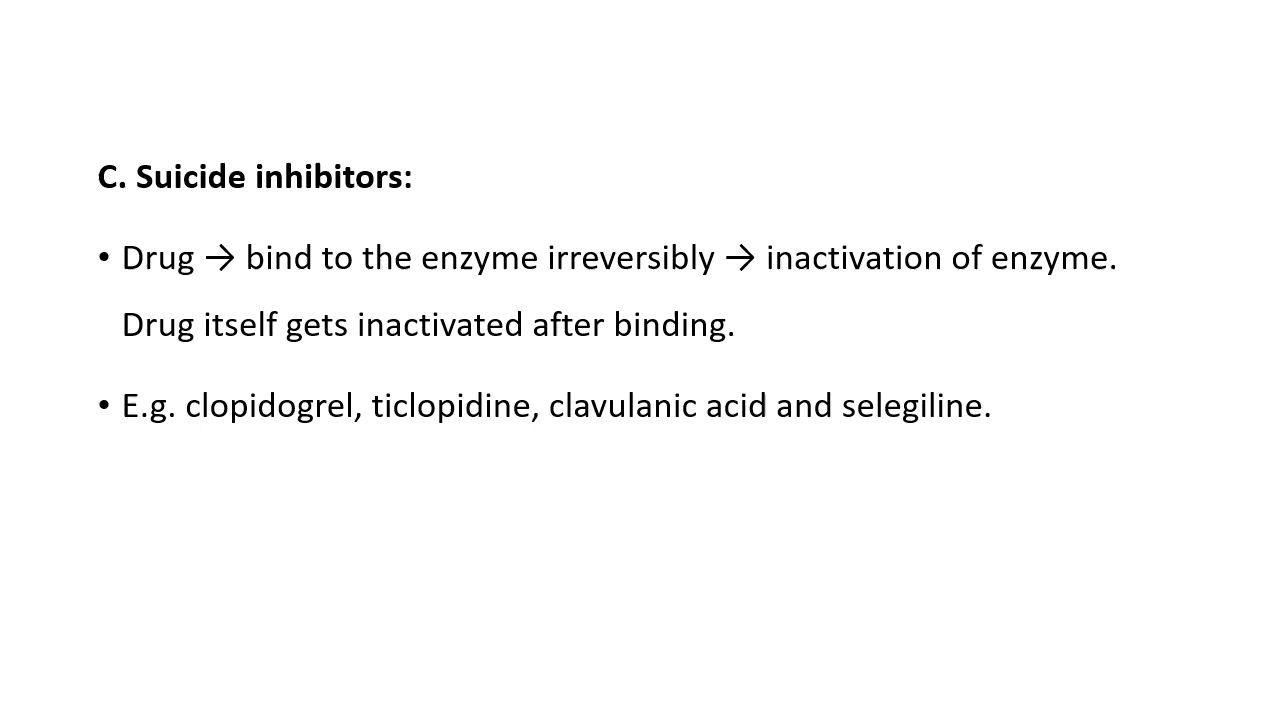 C. Suicide inhibitors:
• Drug → bind to the enzyme irreversibly → inactivation of enzyme.
Drug itself gets inactivated after binding.
• E.g. clopidogrel, ticlopidine, clavulanic acid and selegiline.